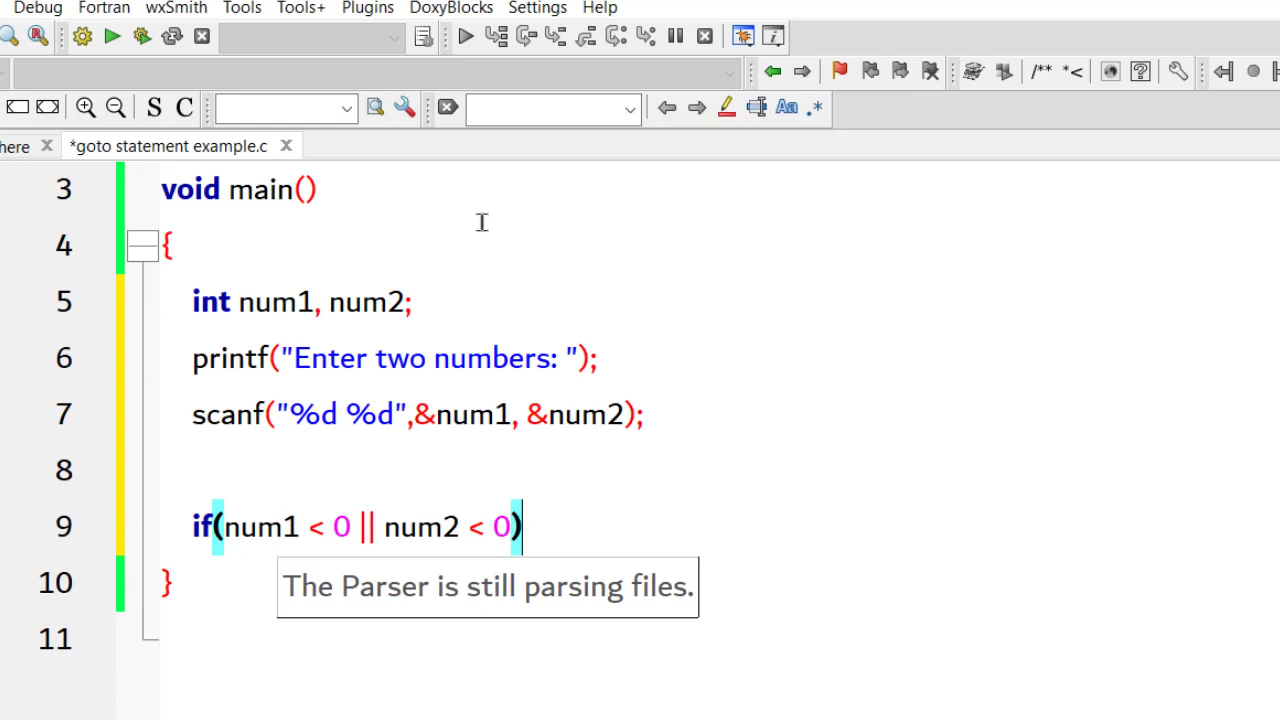 Debug Fortran wxSmith Tools Tools+ Plugins DoxyBlocks Settings Help
/** *<
S C Aa .*
here *goto statement example.c
3 void main()
4 {
5 int num1, num2;
6 printf("Enter two numbers: ");
7 scanf("%d %d",&num1, &num2);
8
9 if(num1 < 0 || num2 < 0)
10 }
The Parser is still parsing files.
11